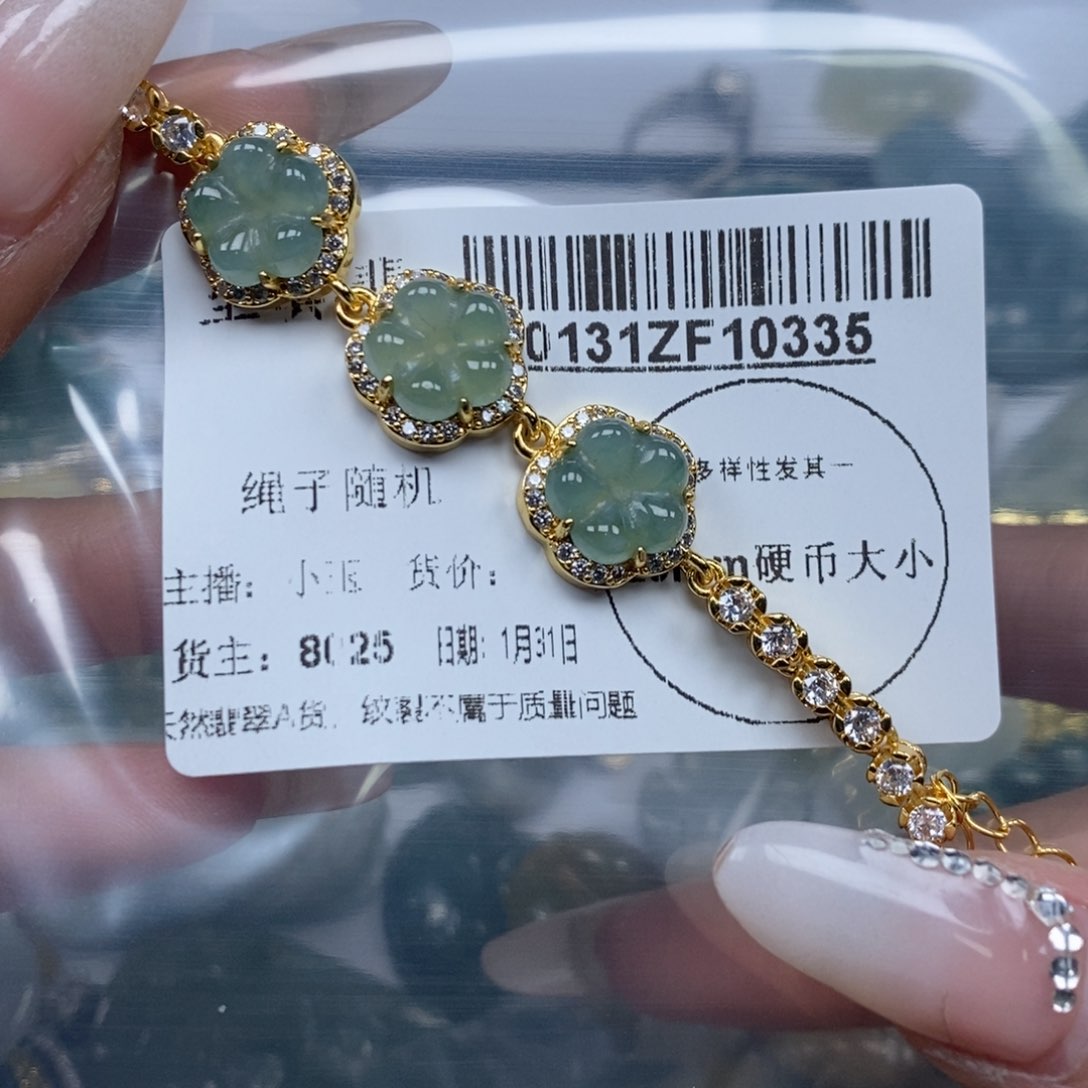 0131ZF10335
绳子随机
多样性发其一
硬币大小
主播: 小玉 货价:
货主: 8025 日期: 1月31日
天然翡翠A货, 纹裂不属于质量问题